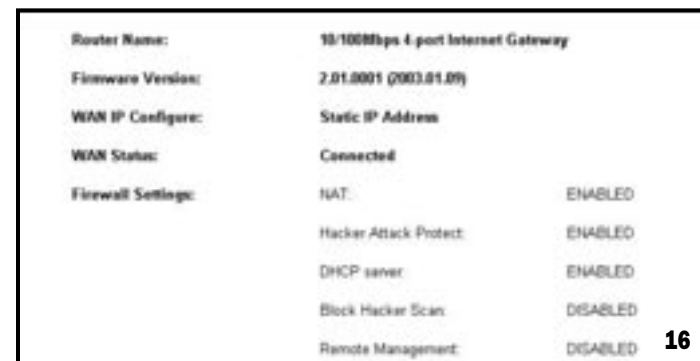 Router Name: 10/100Mbps 4-port Internet Gateway
Firmware Version: 2.01.0001 (2003.01.09)
WAN IP Configure: Static IP Address
WAN Status: Connected
Firewall Settings: NAT: ENABLED
Hacker Attack Protect: ENABLED
DHCP server: ENABLED
Block Hacker Scan: DISABLED
Remote Management: DISABLED
16